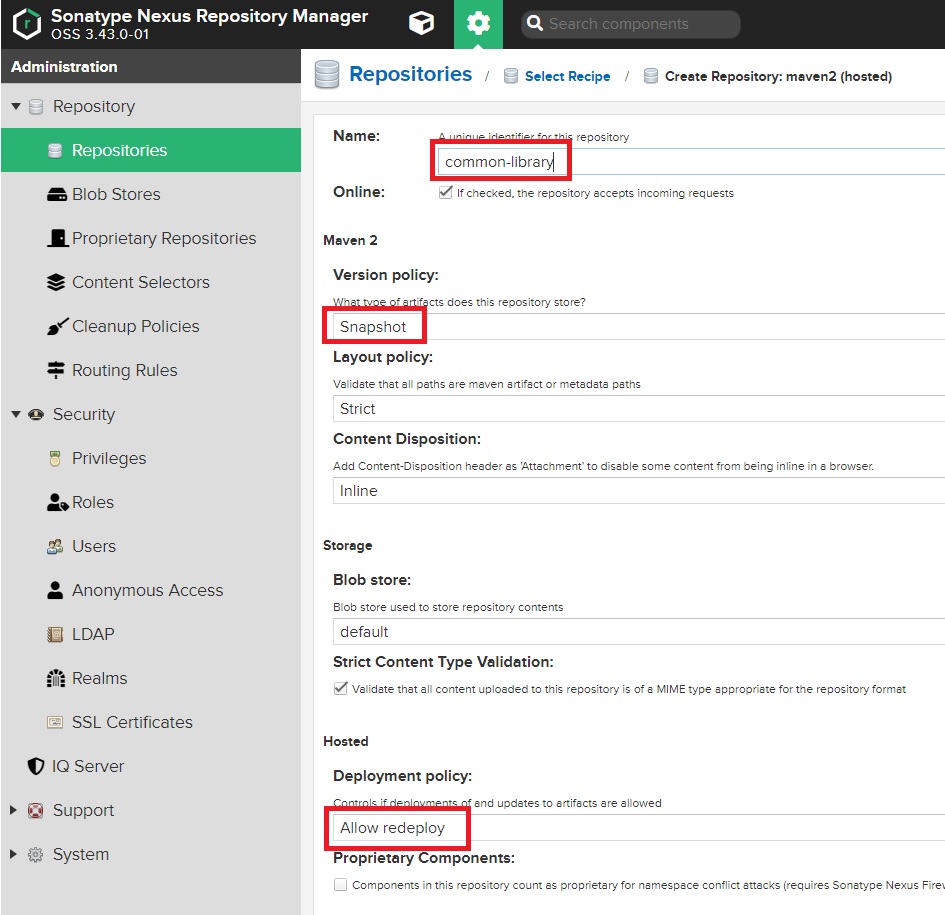 Sonatype Nexus Repository Manager
OSS 3.43.0-01
Search components
Administration
Repository
Repositories
Blob Stores
Proprietary Repositories
Content Selectors
Cleanup Policies
Routing Rules
Security
Privileges
Roles
Users
Anonymous Access
LDAP
Realms
SSL Certificates
IQ Server
Support
System
Repositories / Select Recipe / Create Repository: maven2 (hosted)
Name:
A unique identifier for this repository
common-library
Online:
If checked, the repository accepts incoming requests
Maven 2
Version policy:
What type of artifacts does this repository store?
Snapshot
Layout policy:
Validate that all paths are maven artifact or metadata paths
Strict
Content Disposition:
Add Content-Disposition header as 'Attachment' to disable some content from being inline in a browser.
Inline
Storage
Blob store:
Blob store used to store repository contents
default
Strict Content Type Validation:
Validate that all content uploaded to this repository is of a MIME type appropriate for the repository format
Hosted
Deployment policy:
Controls if deployments of and updates to artifacts are allowed
Allow redeploy
Proprietary Components:
Components in this repository count as proprietary for namespace conflict attacks (requires Sonatype Nexus Firew